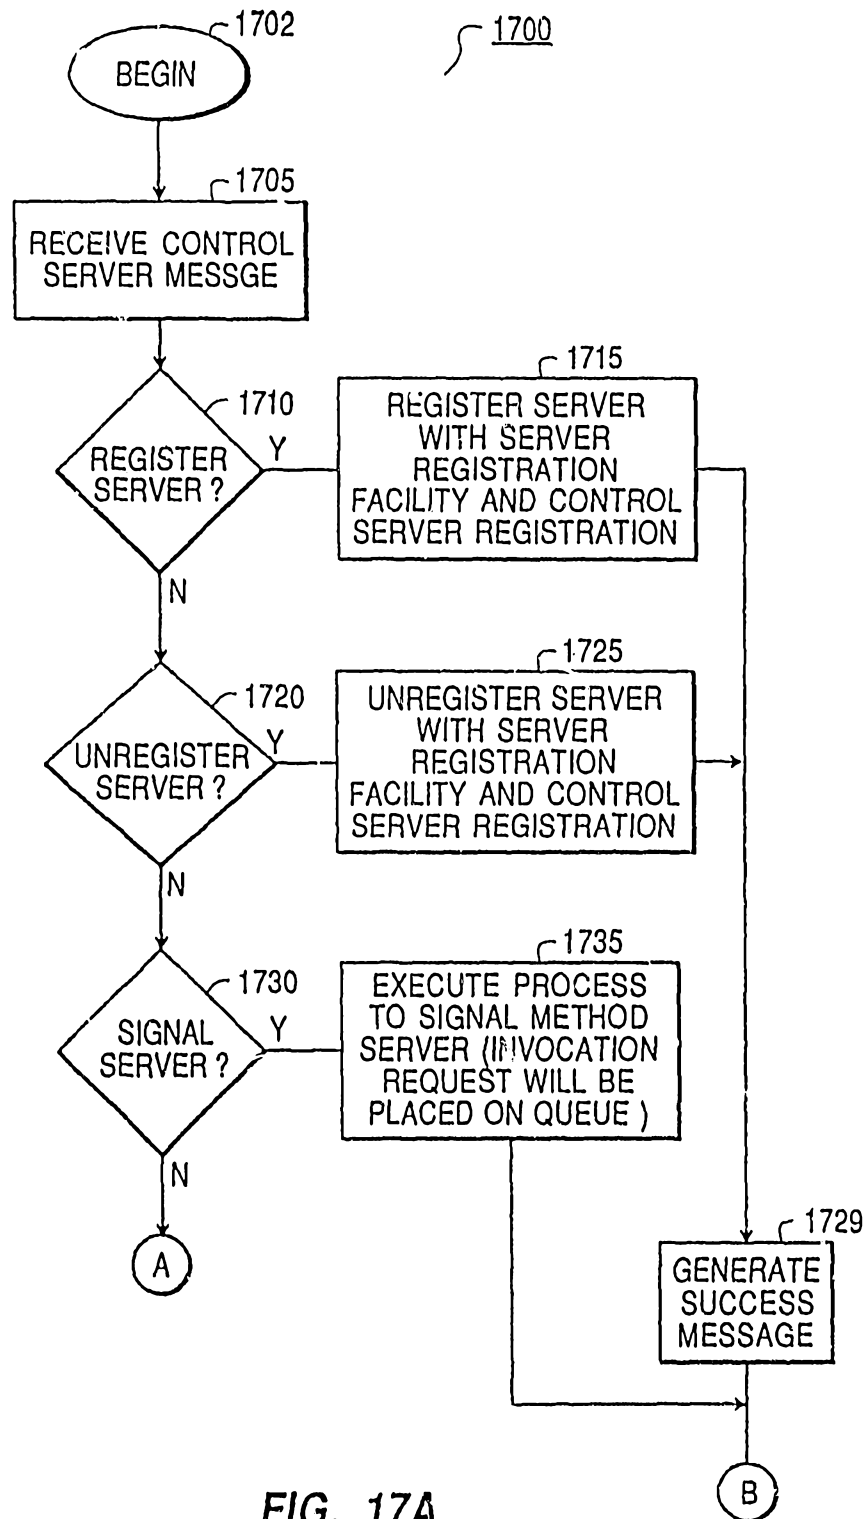 1702
1700
BEGIN
1705
RECEIVE CONTROL
SERVER MESSGE
1710
REGISTER
SERVER ?
Y
N
1715
REGISTER SERVER
WITH SERVER
REGISTRATION
FACILITY AND CONTROL
SERVER REGISTRATION
1720
UNREGISTER
SERVER ?
Y
N
1725
UNREGISTER SERVER
WITH SERVER
REGISTRATION
FACILITY AND CONTROL
SERVER REGISTRATION
1730
SIGNAL
SERVER ?
Y
N
1735
EXECUTE PROCESS
TO SIGNAL METHOD
SERVER (INVOCATION
REQUEST WILL BE
PLACED ON QUEUE )
A
1729
GENERATE
SUCCESS
MESSAGE
B
FIG. 17A